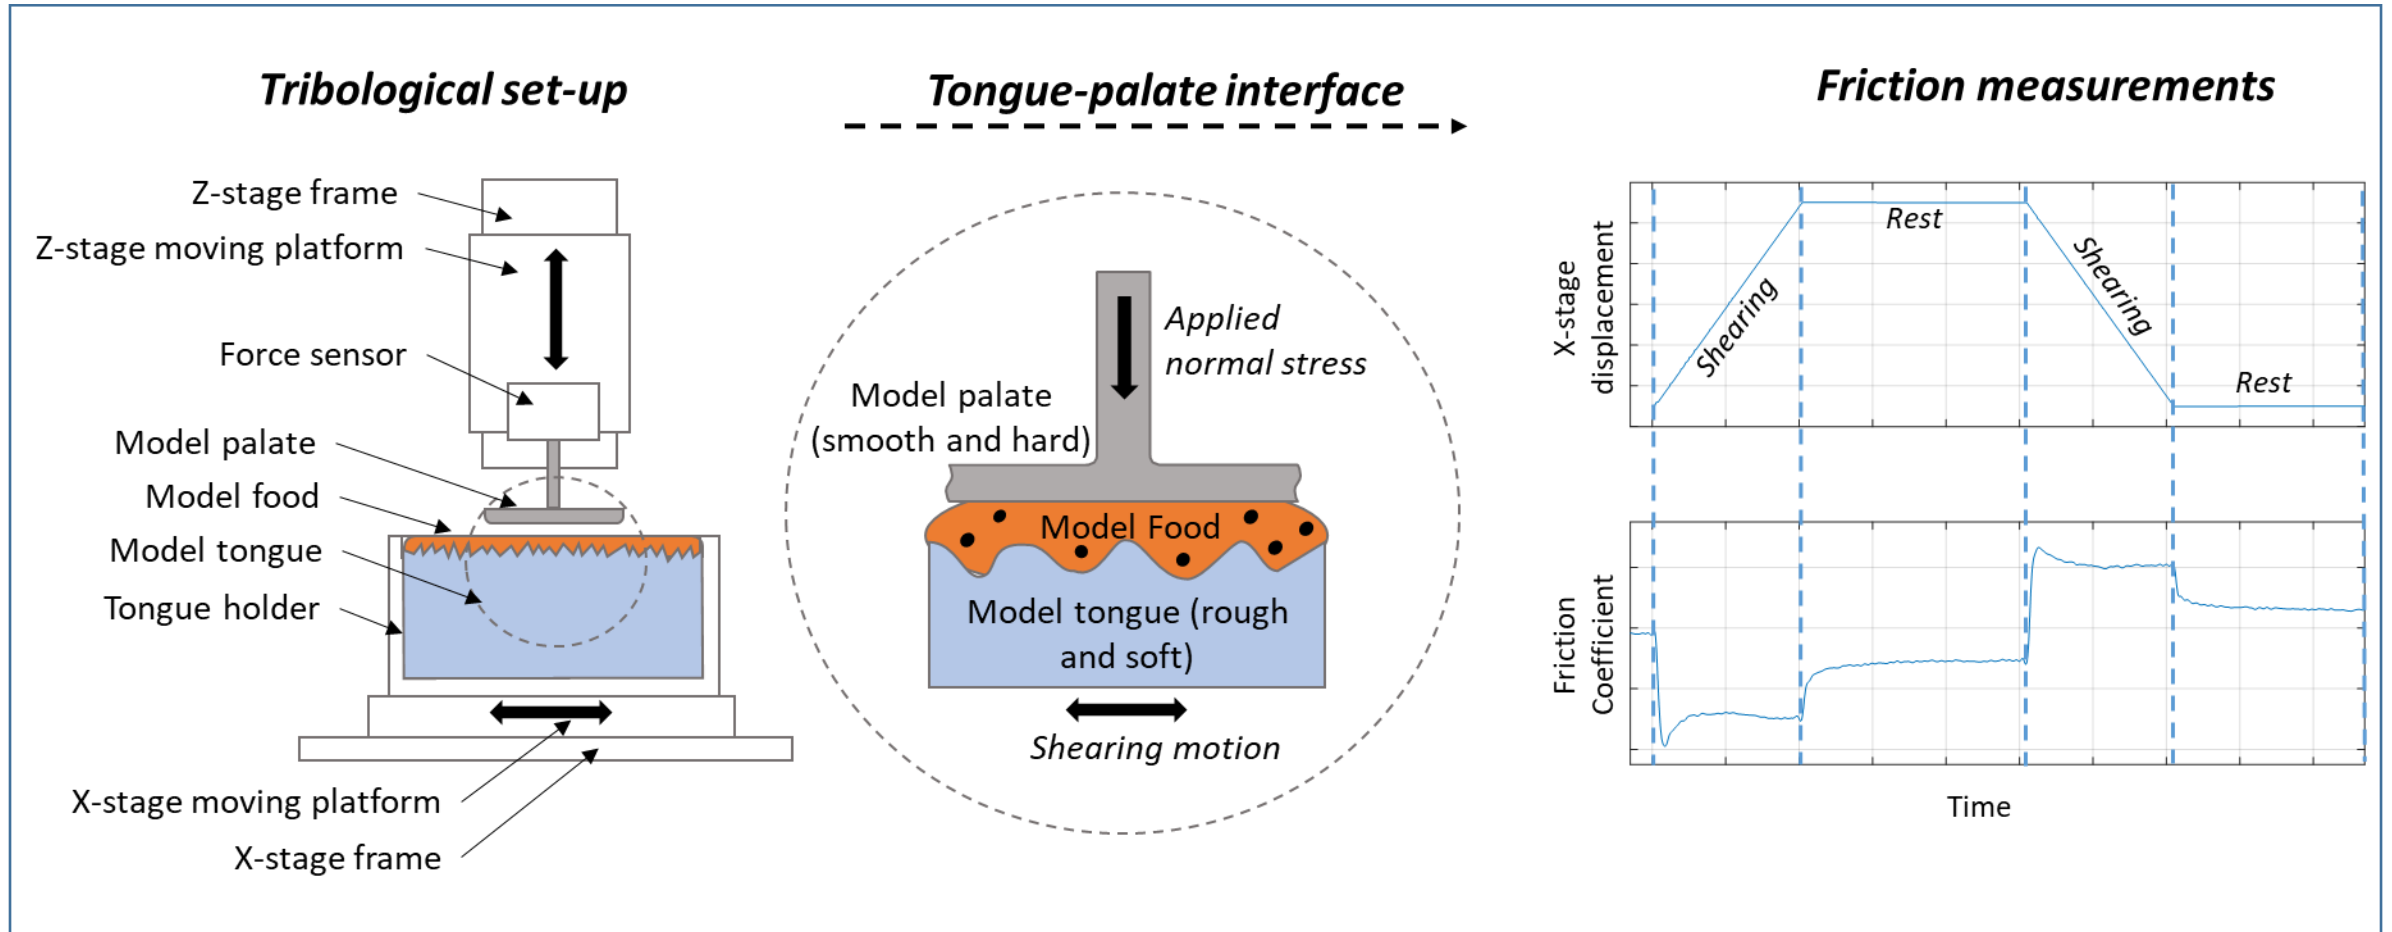 Tribological set-up
Z-stage frame
Z-stage moving platform
Force sensor
Model palate
Model food
Model tongue
Tongue holder
X-stage moving platform
X-stage frame
Tongue-palate interface
Applied
normal stress
Model palate
(smooth and hard)
Model Food
Model tongue (rough
and soft)
Shearing motion
Friction measurements
X-stage
displacement
Shearing
Rest
Shearing
Rest
Friction
Coefficient
Time